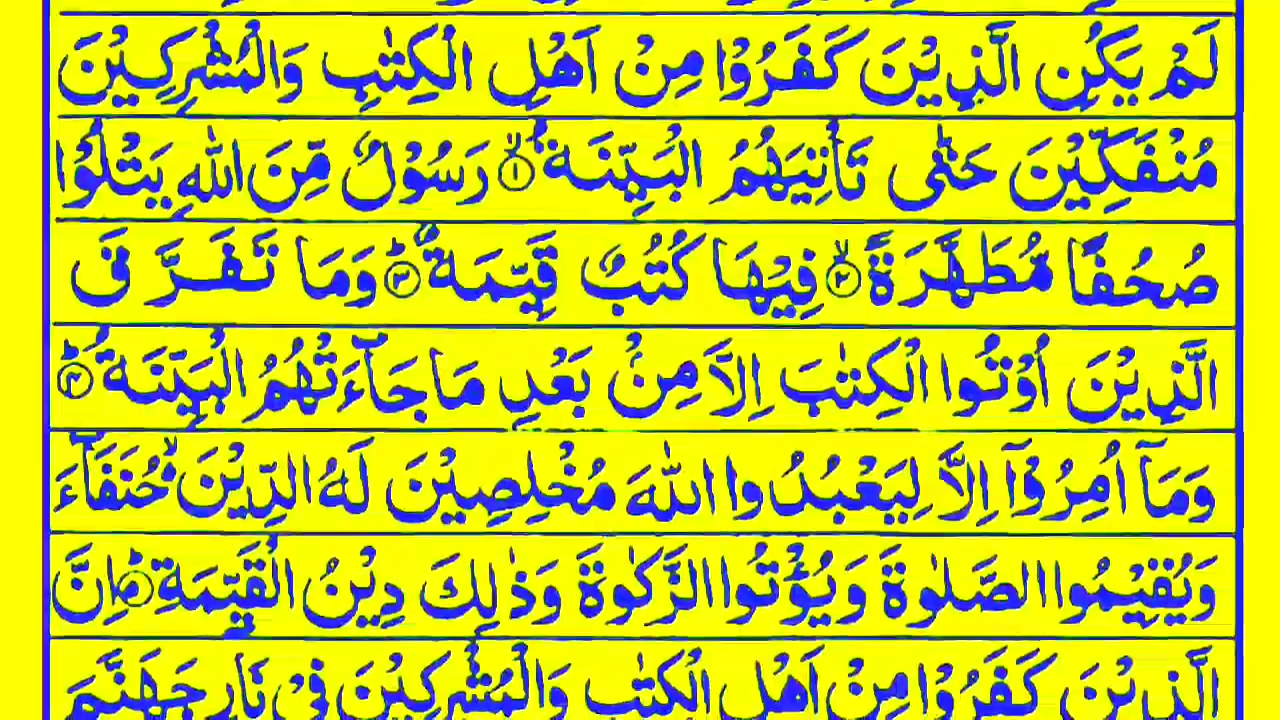 لَمْ يَكُنِ الَّذِيْنَ كَفَرُوْا مِنْ اَهْلِ الْكِتٰبِ وَالْمُشْرِكِيْنَ
مُنْفَكِّيْنَ حَتّٰى تَاْتِيَهُمُ الْبَيِّنَةُ ۙ﴿۱﴾ رَسُوْلٌ مِّنَ اللّٰهِ يَتْلُوْا
صُحُفًا مُّطَهَّرَةً ۙ﴿۲﴾ فِيْهَا كُتُبٌ قَيِّمَةٌ ؕ﴿۳﴾ وَمَا تَفَرَّقَ
الَّذِيْنَ اُوْتُوا الْكِتٰبَ اِلَّا مِنْۢ بَعْدِ مَا جَآءَتْهُمُ الْبَيِّنَةُ ؕ﴿۴﴾
وَمَاۤ اُمِرُوْۤا اِلَّا لِيَعْبُدُوا اللّٰهَ مُخْلِصِيْنَ لَهُ الدِّيْنَ ۙ حُنَفَآءَ
وَيُقِيْمُوا الصَّلٰوةَ وَيُؤْتُوا الزَّكٰوةَ وَذٰلِكَ دِيْنُ الْقَيِّمَةِ ؕ﴿۵﴾ اِنَّ
الَّذِيْنَ كَفَرُوْا مِنْ اَهْلِ الْكِتٰبِ وَالْمُشْرِكِيْنَ فِيْ نَارِ جَهَنَّمَ